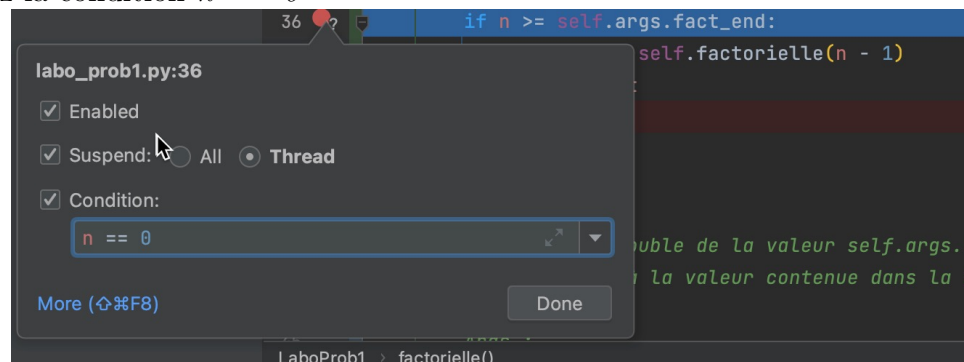 36 ? if n >= self.args.fact_end:
self.factorielle(n - 1)
labo_prob1.py:36
Enabled
Suspend: All Thread
Condition:
n == 0
ouble de la valeur self.args.
à la valeur contenue dans la
More (⇧⌘F8) Done
LaboProb1 > factorielle()